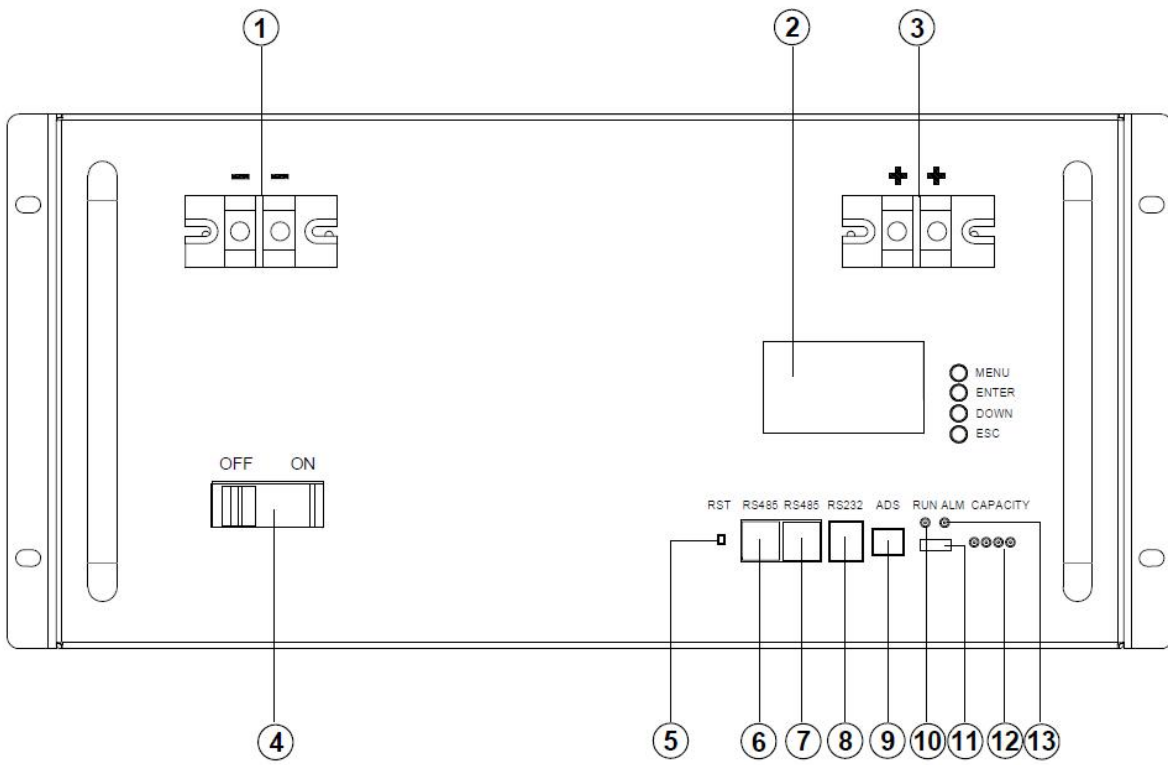 1 2 3
− − + +
MENU
ENTER
DOWN
ESC
OFF ON
RST RS485 RS485 RS232 ADS RUN ALM CAPACITY
4 5 6 7 8 9 10 11 12 13